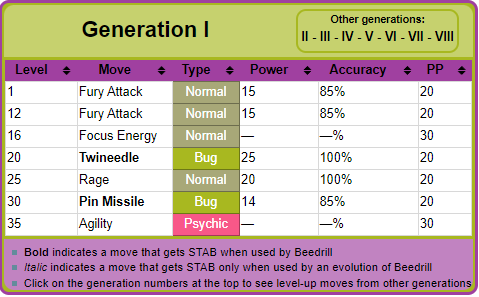 Generation I
Other generations:
II - III - IV - V - VI - VII - VIII
Level Move Type Power Accuracy PP
1 Fury Attack Normal 15 85% 20
12 Fury Attack Normal 15 85% 20
16 Focus Energy Normal — —% 30
20 Twineedle Bug 25 100% 20
25 Rage Normal 20 100% 20
30 Pin Missile Bug 14 85% 20
35 Agility Psychic — —% 30
Bold indicates a move that gets STAB when used by Beedrill
Italic indicates a move that gets STAB only when used by an evolution of Beedrill
Click on the generation numbers at the top to see level-up moves from other generations